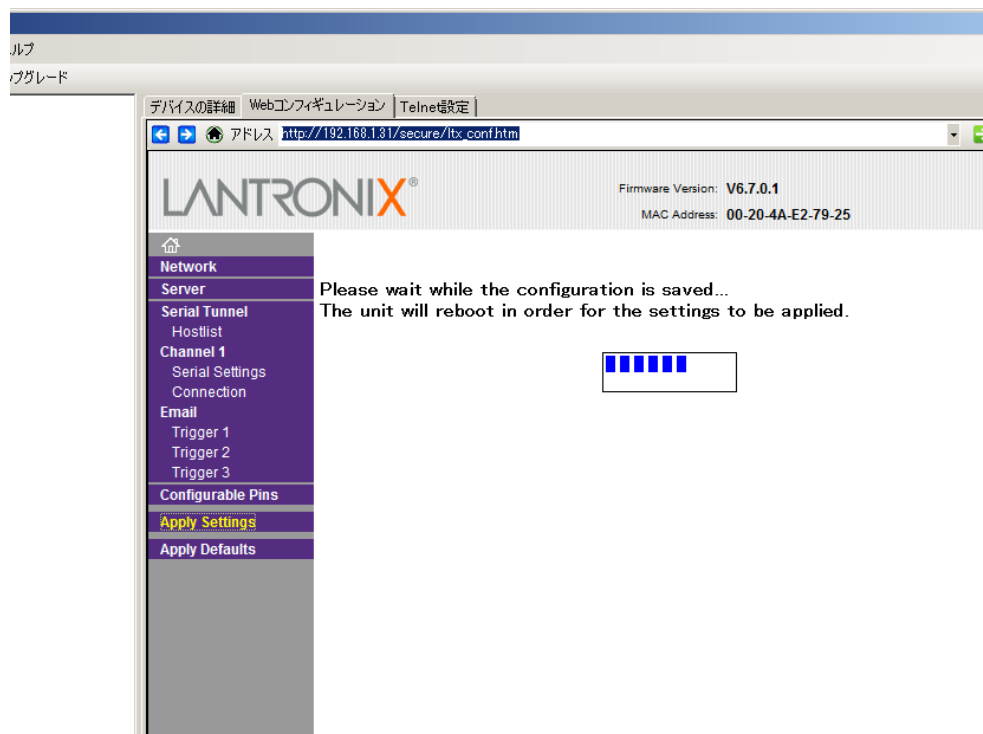 ルプ
プグレード
デバイスの詳細 Webコンフィギュレーション Telnet設定
アドレス http://192.168.1.31/secure/ltx_conf.htm
LANTRONIX®
Firmware Version: V6.7.0.1
MAC Address: 00-20-4A-E2-79-25
Network
Server
Serial Tunnel
Hostlist
Channel 1
Serial Settings
Connection
Email
Trigger 1
Trigger 2
Trigger 3
Configurable Pins
Apply Settings
Apply Defaults
Please wait while the configuration is saved...
The unit will reboot in order for the settings to be applied.